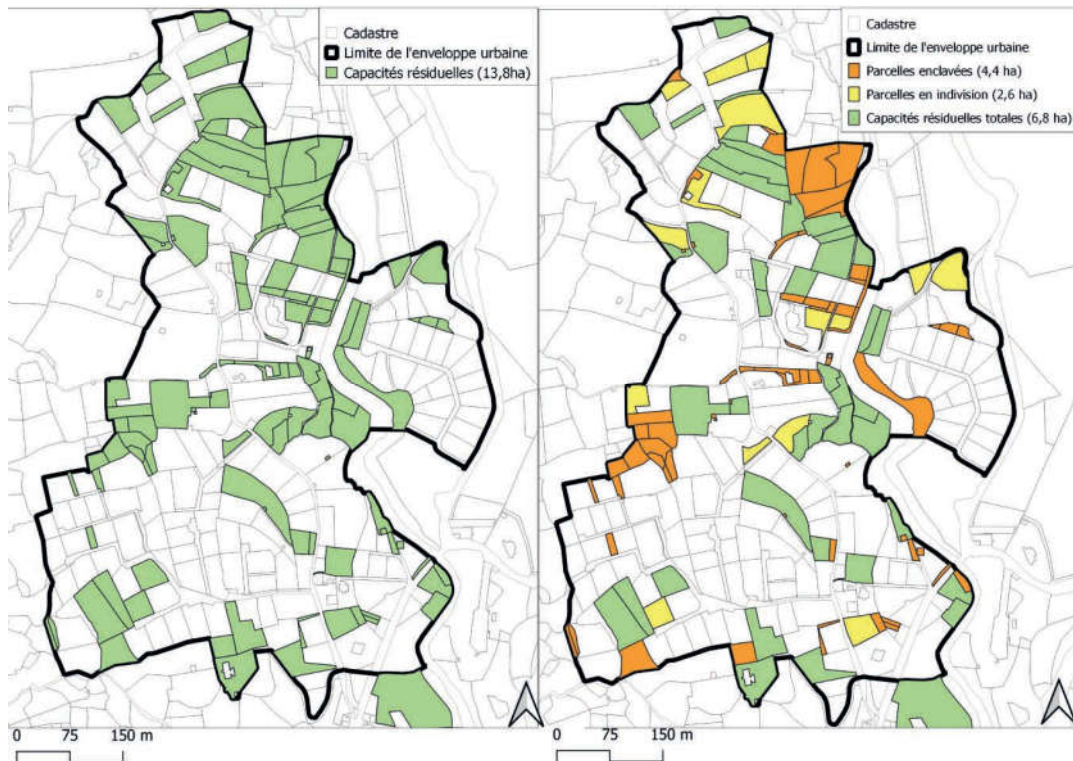 Cadastre
Limite de l'enveloppe urbaine
Capacités résiduelles (13,8ha)
0 75 150 m
Cadastre
Limite de l'enveloppe urbaine
Parcelles enclavées (4,4 ha)
Parcelles en indivision (2,6 ha)
Capacités résiduelles totales (6,8 ha)
0 75 150 m